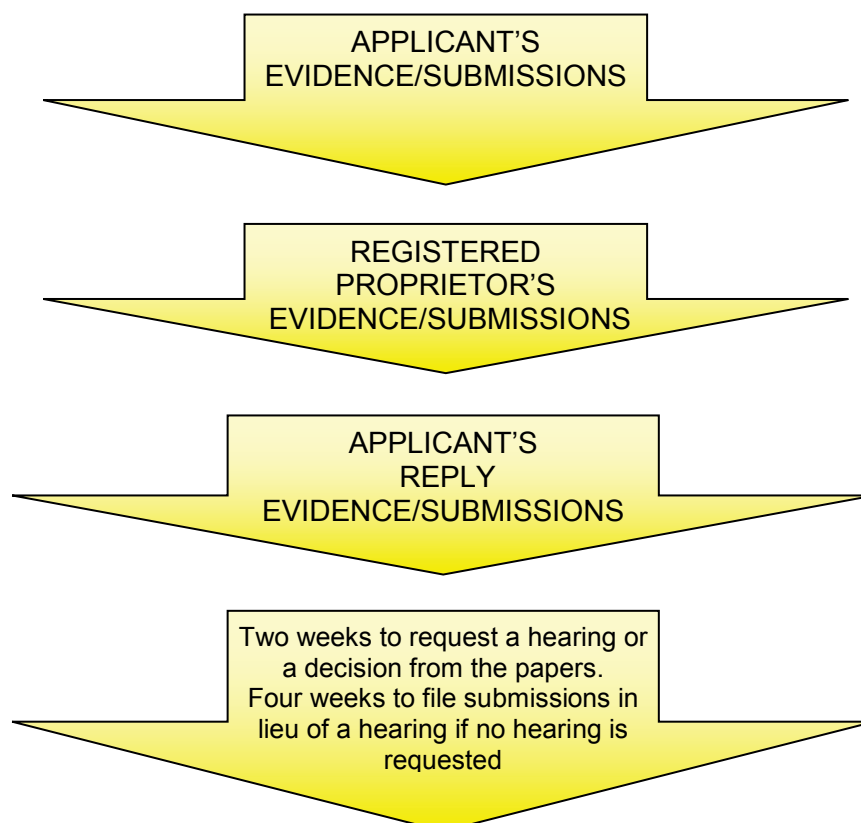 APPLICANT’S
EVIDENCE/SUBMISSIONS
REGISTERED
PROPRIETOR’S
EVIDENCE/SUBMISSIONS
APPLICANT’S
REPLY
EVIDENCE/SUBMISSIONS
Two weeks to request a hearing or
a decision from the papers.
Four weeks to file submissions in
lieu of a hearing if no hearing is
requested